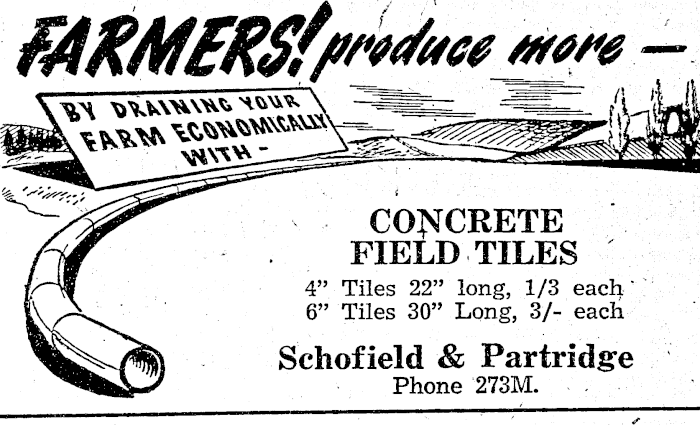 FARMERS! produce more —
BY DRAINING YOUR
FARM ECONOMICALLY
WITH -
CONCRETE
FIELD TILES
4” Tiles 22” long, 1/3 each
6” Tiles 30” Long, 3/- each
Schofield & Partridge
Phone 273M.